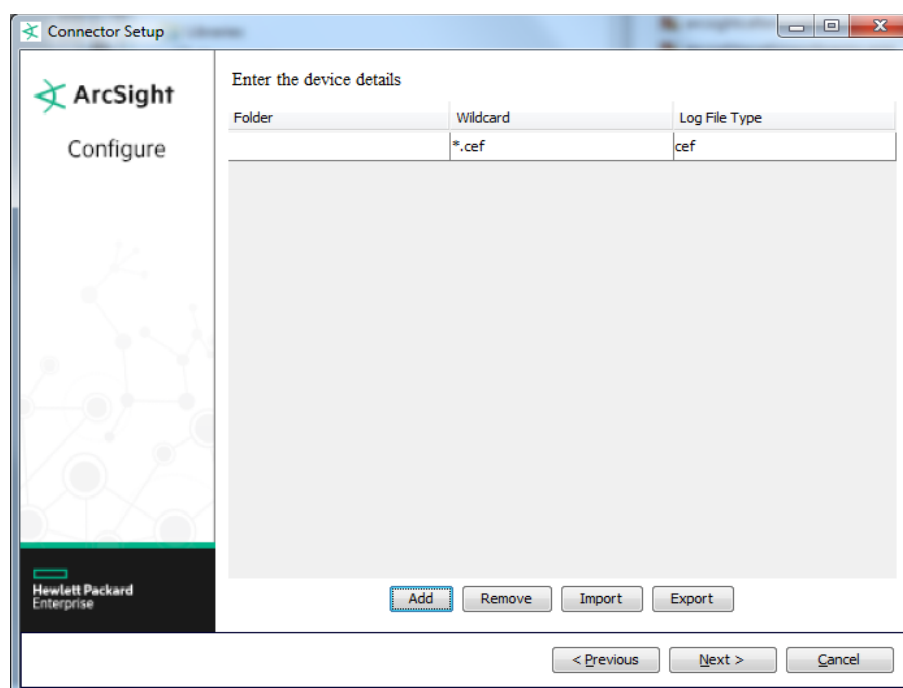 Connector Setup
ArcSight
Configure
Enter the device details
Folder Wildcard Log File Type
*.cef cef
Add Remove Import Export
Hewlett Packard
Enterprise
< Previous Next > Cancel